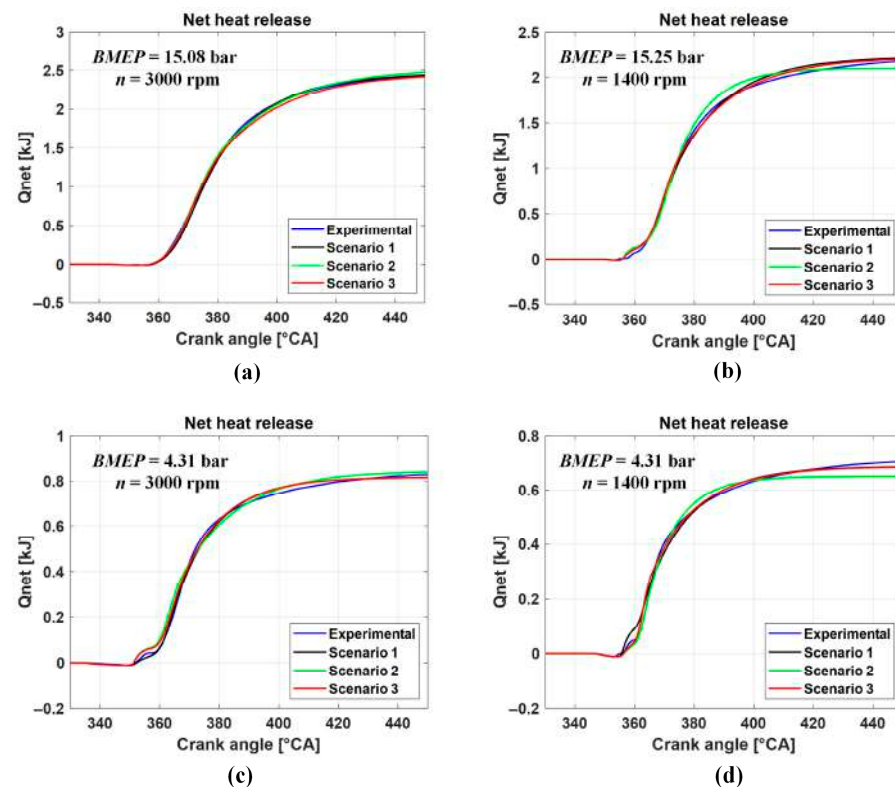 Net heat release
BMEP = 15.08 bar
n = 3000 rpm
Qnet [kJ]
3
2.5
2
1.5
1
0.5
0
–0.5
Experimental
Scenario 1
Scenario 2
Scenario 3
340 360 380 400 420 440
Crank angle [°CA]
(a)
Net heat release
BMEP = 15.25 bar
n = 1400 rpm
Qnet [kJ]
2.5
2
1.5
1
0.5
0
–0.5
Experimental
Scenario 1
Scenario 2
Scenario 3
340 360 380 400 420 440
Crank angle [°CA]
(b)
Net heat release
BMEP = 4.31 bar
n = 3000 rpm
Qnet [kJ]
1
0.8
0.6
0.4
0.2
0
–0.2
Experimental
Scenario 1
Scenario 2
Scenario 3
340 360 380 400 420 440
Crank angle [°CA]
(c)
Net heat release
BMEP = 4.31 bar
n = 1400 rpm
Qnet [kJ]
0.8
0.6
0.4
0.2
0
–0.2
Experimental
Scenario 1
Scenario 2
Scenario 3
340 360 380 400 420 440
Crank angle [°CA]
(d)